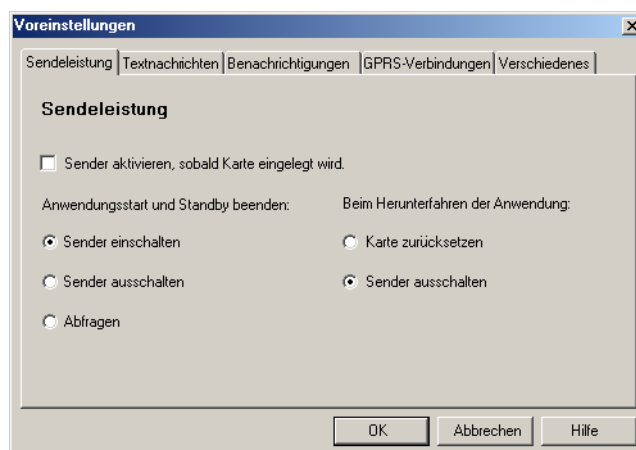 Voreinstellungen
Sendeleistung Textnachrichten Benachrichtigungen GPRS-Verbindungen Verschiedenes
Sendeleistung
Sender aktivieren, sobald Karte eingelegt wird.
Anwendungsstart und Standby beenden: Beim Herunterfahren der Anwendung:
Sender einschalten Karte zurücksetzen
Sender ausschalten Sender ausschalten
Abfragen
OK Abbrechen Hilfe